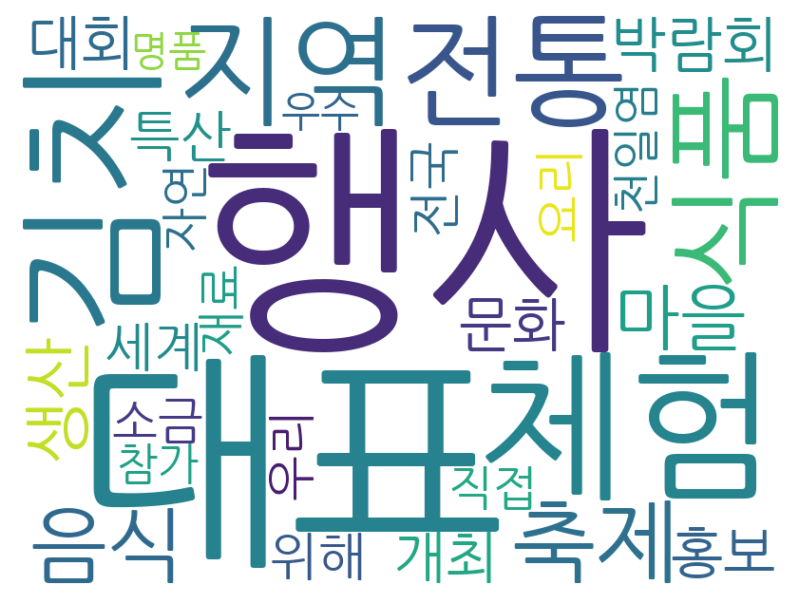 대회
명품
지역
전통
박람회
김치
특산
우수
행사
전국
요리
천일염
식품
자연
재료
문화
마을
생산
세계
대표
체험
소금
참가
우리
직접
음식
위해
개최
축제
홍보